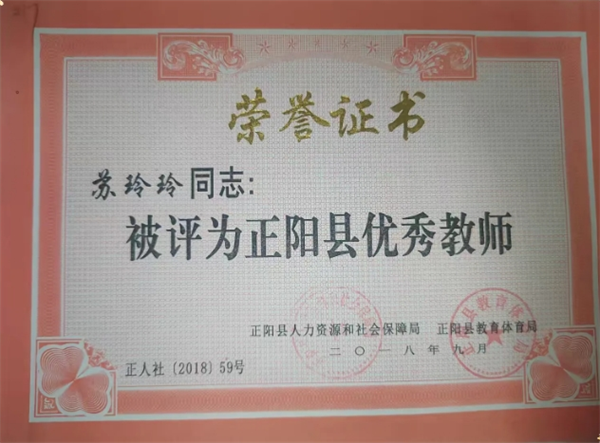 荣誉证书
苏玲玲同志:
被评为正阳县优秀教师
正阳县人力资源和社会保障局 正阳县教育体育局
二〇一八年九月
正人社〔2018〕59号